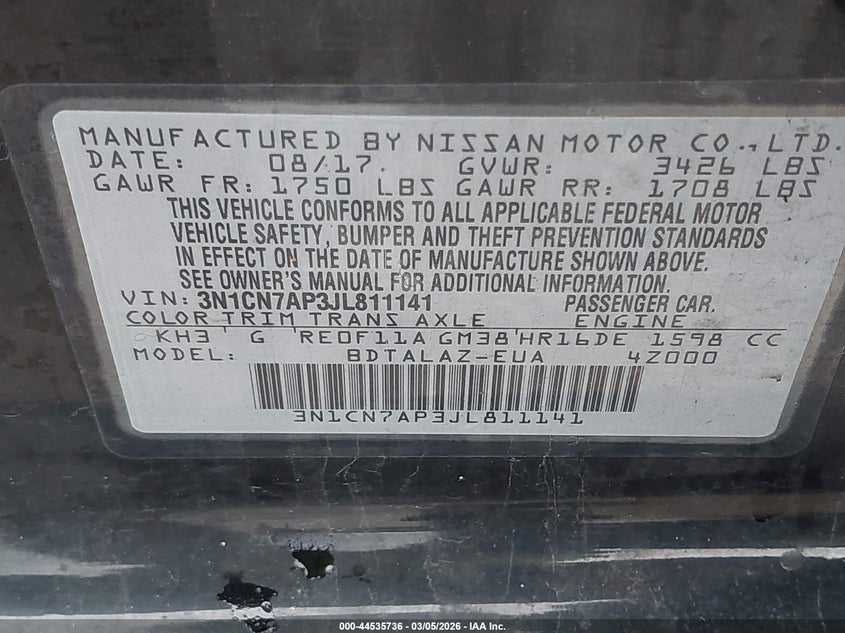 MANUFACTURED BY NISSAN MOTOR CO., LTD.
DATE: 08/17. GVWR: 3426 LBS
GAWR FR: 1750 LBS GAWR RR: 1708 LBS
THIS VEHICLE CONFORMS TO ALL APPLICABLE FEDERAL MOTOR
VEHICLE SAFETY, BUMPER AND THEFT PREVENTION STANDARDS
IN EFFECT ON THE DATE OF MANUFACTURE SHOWN ABOVE.
SEE OWNER'S MANUAL FOR ADDITIONAL INFORMATION.
VIN: 3N1CN7AP3JL811141 PASSENGER CAR.
COLOR TRIM TRANS AXLE ENGINE
KH3 G RE0F11A GM38 HR16DE 1598 CC
MODEL: BDTALAZ-EUA 4Z000
3N1CN7AP3JL811141
000-44535736 - 03/05/2026 - IAA Inc.